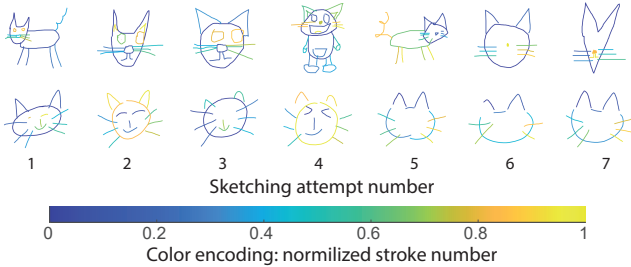 1 2 3 4 5 6 7
Sketching attempt number
0 0.2 0.4 0.6 0.8 1
Color encoding: normilized stroke number